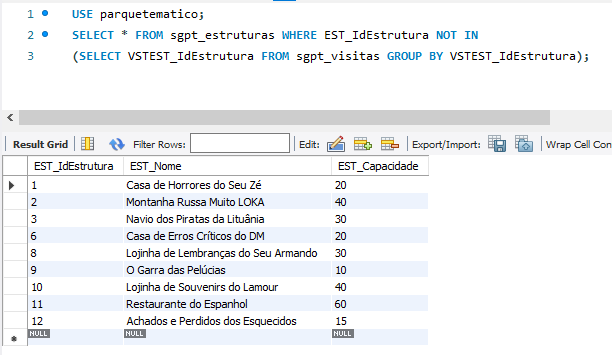 1 USE parquetematico;
2 SELECT * FROM sgpt_estruturas WHERE EST_IdEstrutura NOT IN
3 (SELECT VSTEST_IdEstrutura FROM sgpt_visitas GROUP BY VSTEST_IdEstrutura);
Result Grid Filter Rows: Edit: Export/Import: Wrap Cell Con
EST_IdEstrutura EST_Nome EST_Capacidade
1 Casa de Horrores do Seu Zé 20
2 Montanha Russa Muito LOKA 40
3 Navio dos Piratas da Lituânia 30
6 Casa de Erros Críticos do DM 20
8 Lojinha de Lembranças do Seu Armando 30
9 O Garra das Pelúcias 10
10 Lojinha de Souvenirs do Lamour 40
11 Restaurante do Espanhol 60
12 Achados e Perdidos dos Esquecidos 15
NULL NULL NULL